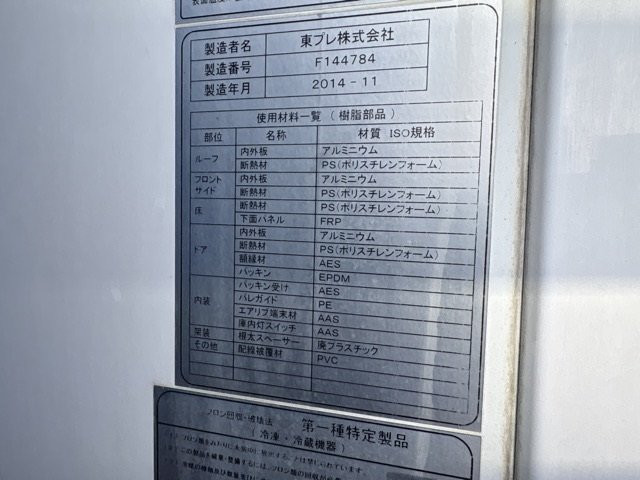 製造者名 東プレ株式会社
製造番号 F144784
製造年月 2014-11
使用材料一覧 (樹脂部品)
部位 名称 材質 ISO規格
ルーフ 内外板 アルミニウム
断熱材 PS(ポリスチレンフォーム)
フロント 内外板 アルミニウム
サイド 断熱材 PS(ポリスチレンフォーム)
床 断熱材 PS(ポリスチレンフォーム)
下面パネル FRP
内外板 アルミニウム
ドア 断熱材 PS(ポリスチレンフォーム)
額縁材 AES
パッキン EPDM
パッキン受け AES
内装 バレガイド PE
エアリブ端末材 AAS
庫内灯スイッチ AAS
架装 根太スペーサー 廃プラスチック
その他 配線被覆材 PVC
フロン回収・破壊法 第一種特定製品
(冷凍・冷蔵機器)